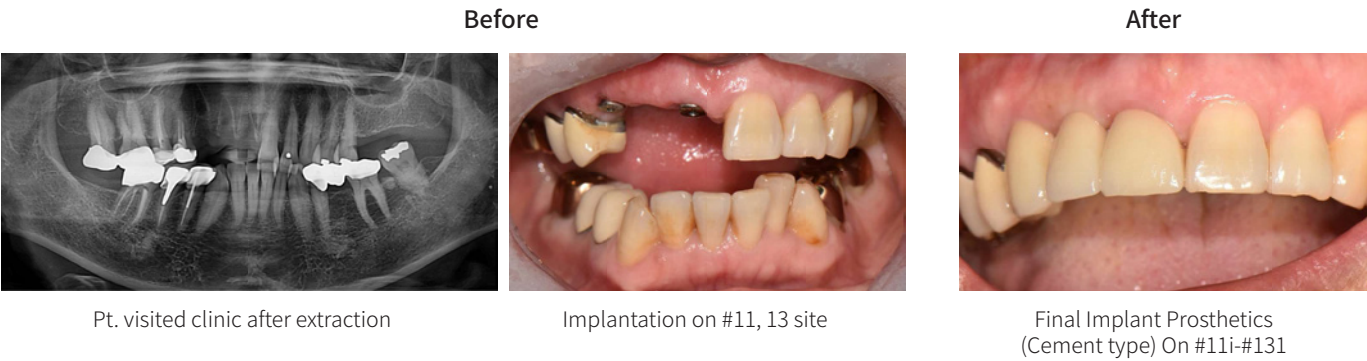 Before
After
Pt. visited clinic after extraction
Implantation on #11, 13 site
Final Implant Prosthetics
(Cement type) On #11i-#131